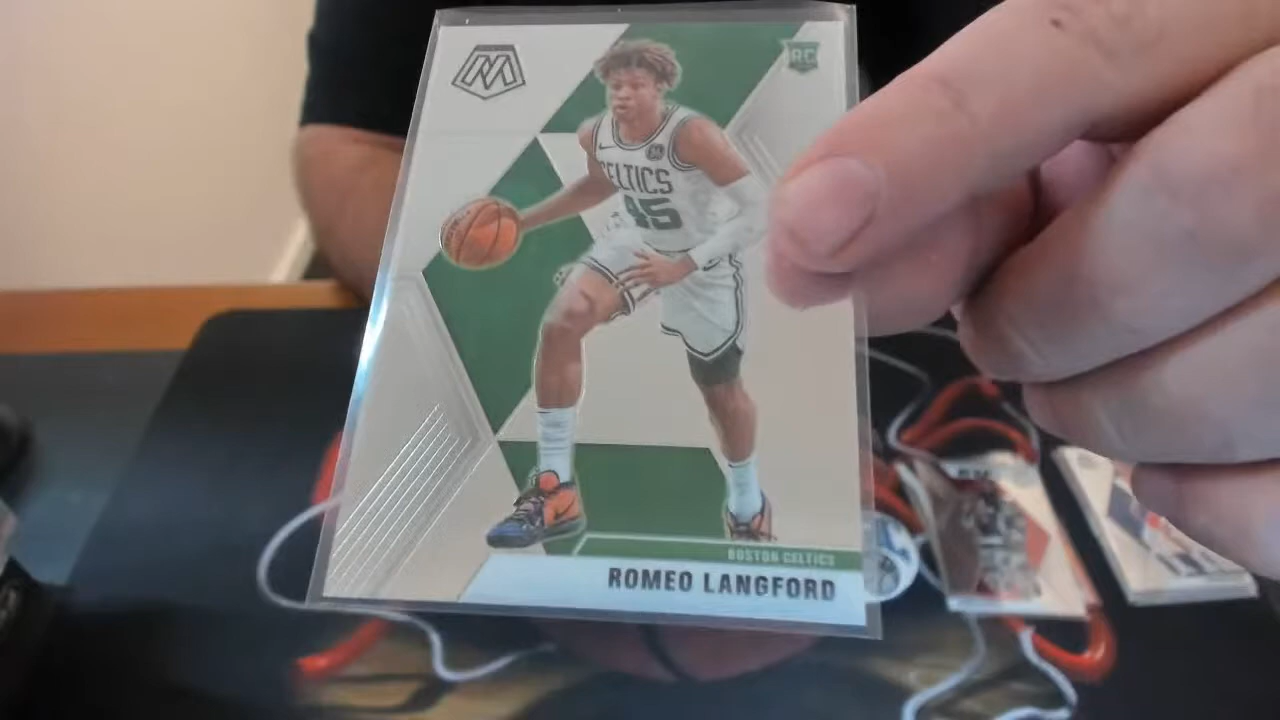 M
RC
CELTICS
45
BOSTON CELTICS
ROMEO LANGFORD